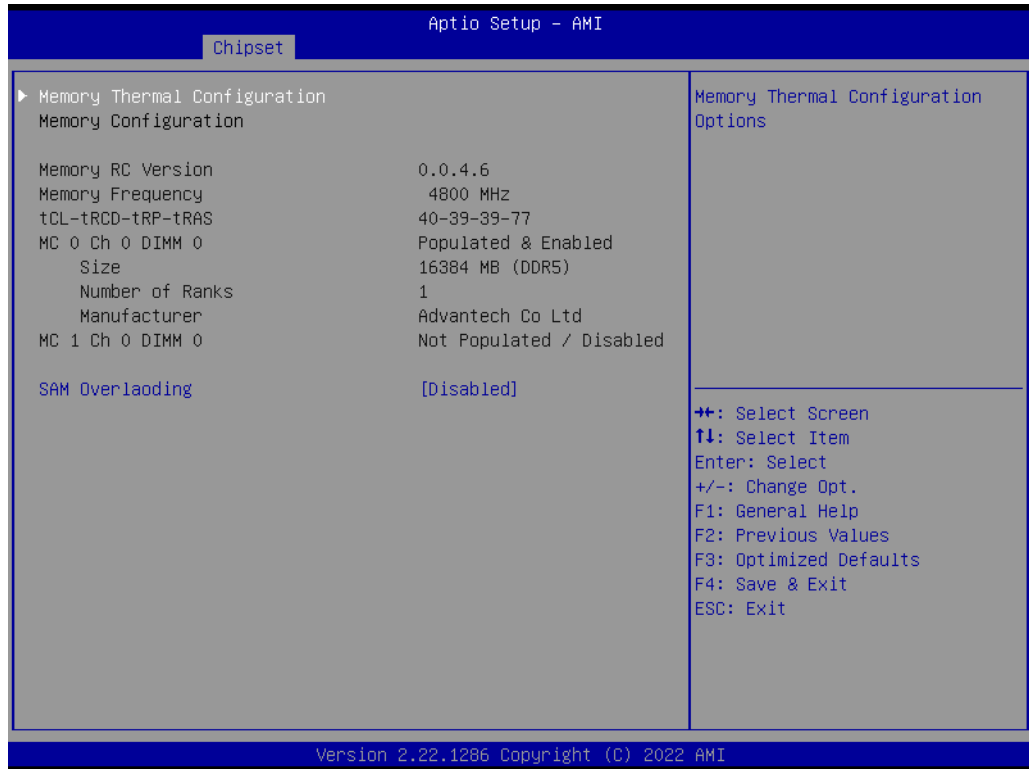 Aptio Setup – AMI
Chipset
▶ Memory Thermal Configuration
Memory Configuration
Memory RC Version 0.0.4.6
Memory Frequency 4800 MHz
tCL-tRCD-tRP-tRAS 40-39-39-77
MC 0 Ch 0 DIMM 0 Populated & Enabled
Size 16384 MB (DDR5)
Number of Ranks 1
Manufacturer Advantech Co Ltd
MC 1 Ch 0 DIMM 0 Not Populated / Disabled
SAM Overlaoding [Disabled]
Memory Thermal Configuration
Options
→←: Select Screen
↑↓: Select Item
Enter: Select
+/-: Change Opt.
F1: General Help
F2: Previous Values
F3: Optimized Defaults
F4: Save & Exit
ESC: Exit
Version 2.22.1286 Copyright (C) 2022 AMI